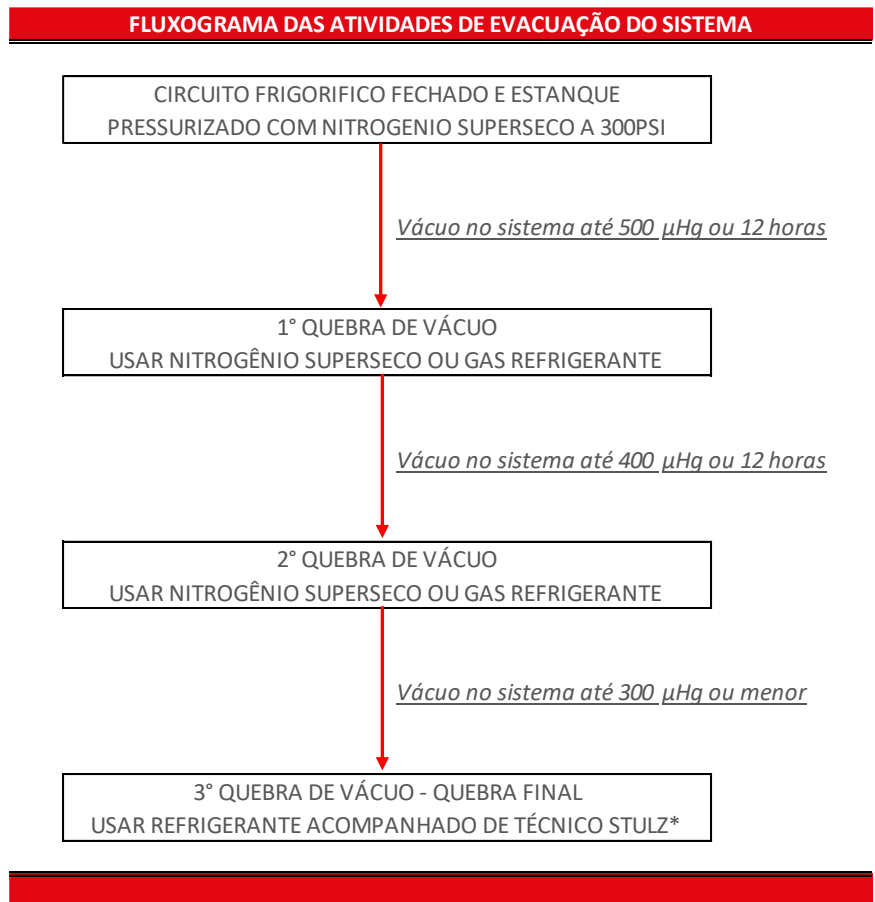 FLUXOGRAMA DAS ATIVIDADES DE EVACUAÇÃO DO SISTEMA
CIRCUITO FRIGORIFICO FECHADO E ESTANQUE
PRESSURIZADO COM NITROGENIO SUPERSECO A 300PSI
Vácuo no sistema até 500 µHg ou 12 horas
1° QUEBRA DE VÁCUO
USAR NITROGÊNIO SUPERSECO OU GAS REFRIGERANTE
Vácuo no sistema até 400 µHg ou 12 horas
2° QUEBRA DE VÁCUO
USAR NITROGÊNIO SUPERSECO OU GAS REFRIGERANTE
Vácuo no sistema até 300 µHg ou menor
3° QUEBRA DE VÁCUO - QUEBRA FINAL
USAR REFRIGERANTE ACOMPANHADO DE TÉCNICO STULZ*